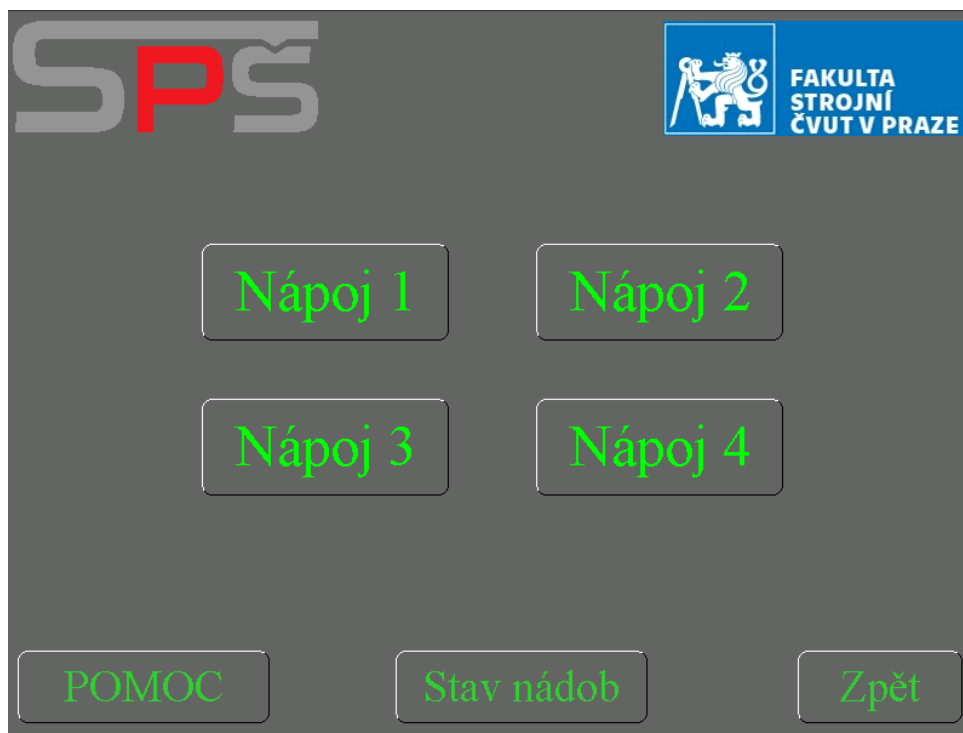 SPŠ
FAKULTA
STROJNÍ
ČVUT V PRAZE
Nápoj 1
Nápoj 2
Nápoj 3
Nápoj 4
POMOC
Stav nádob
Zpět